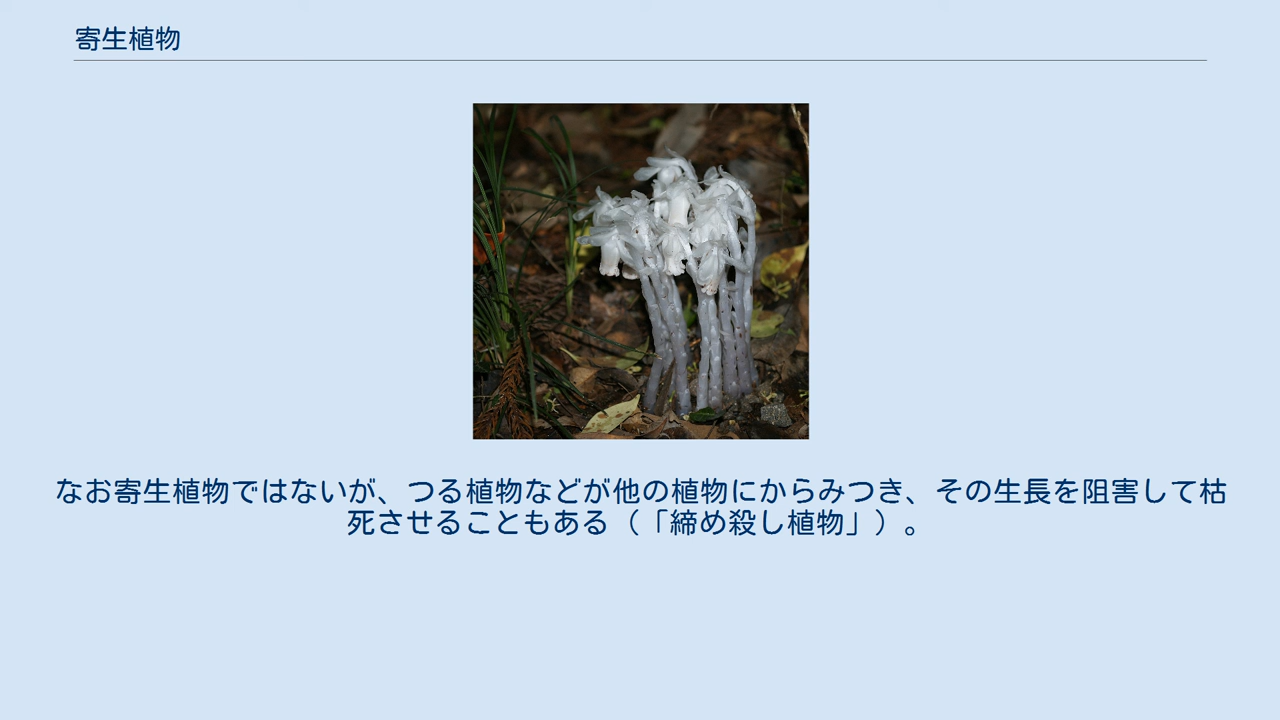 寄生植物
なお寄生植物ではないが、つる植物などが他の植物にからみつき、その生長を阻害して枯
死させることもある（「締め殺し植物」）。